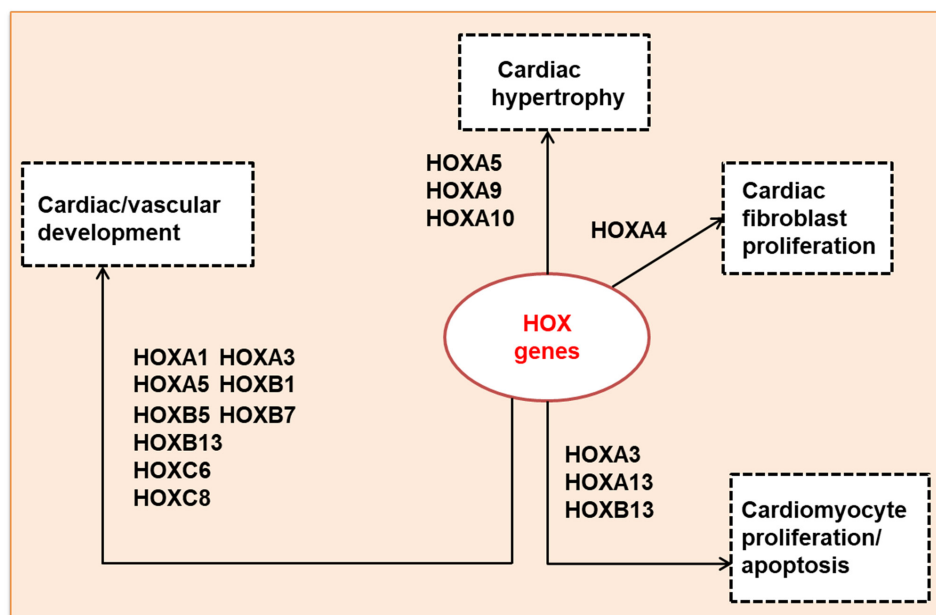 Cardiac
hypertrophy
HOXA5
HOXA9
HOXA10
Cardiac/vascular
development
HOXA4
Cardiac
fibroblast
proliferation
HOX
genes
HOXA1 HOXA3
HOXA5 HOXB1
HOXB5 HOXB7
HOXB13
HOXC6
HOXC8
HOXA3
HOXA13
HOXB13
Cardiomyocyte
proliferation/
apoptosis